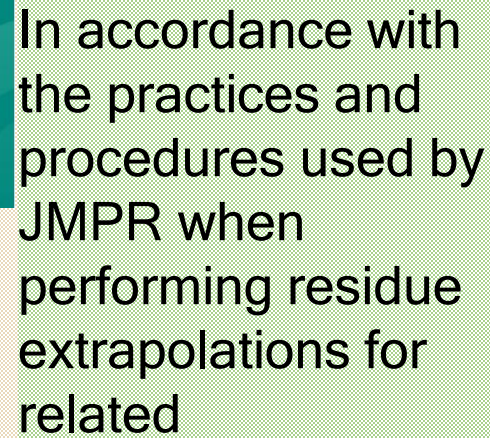 In accordance with
the practices and
procedures used by
JMPR when
performing residue
extrapolations for
related